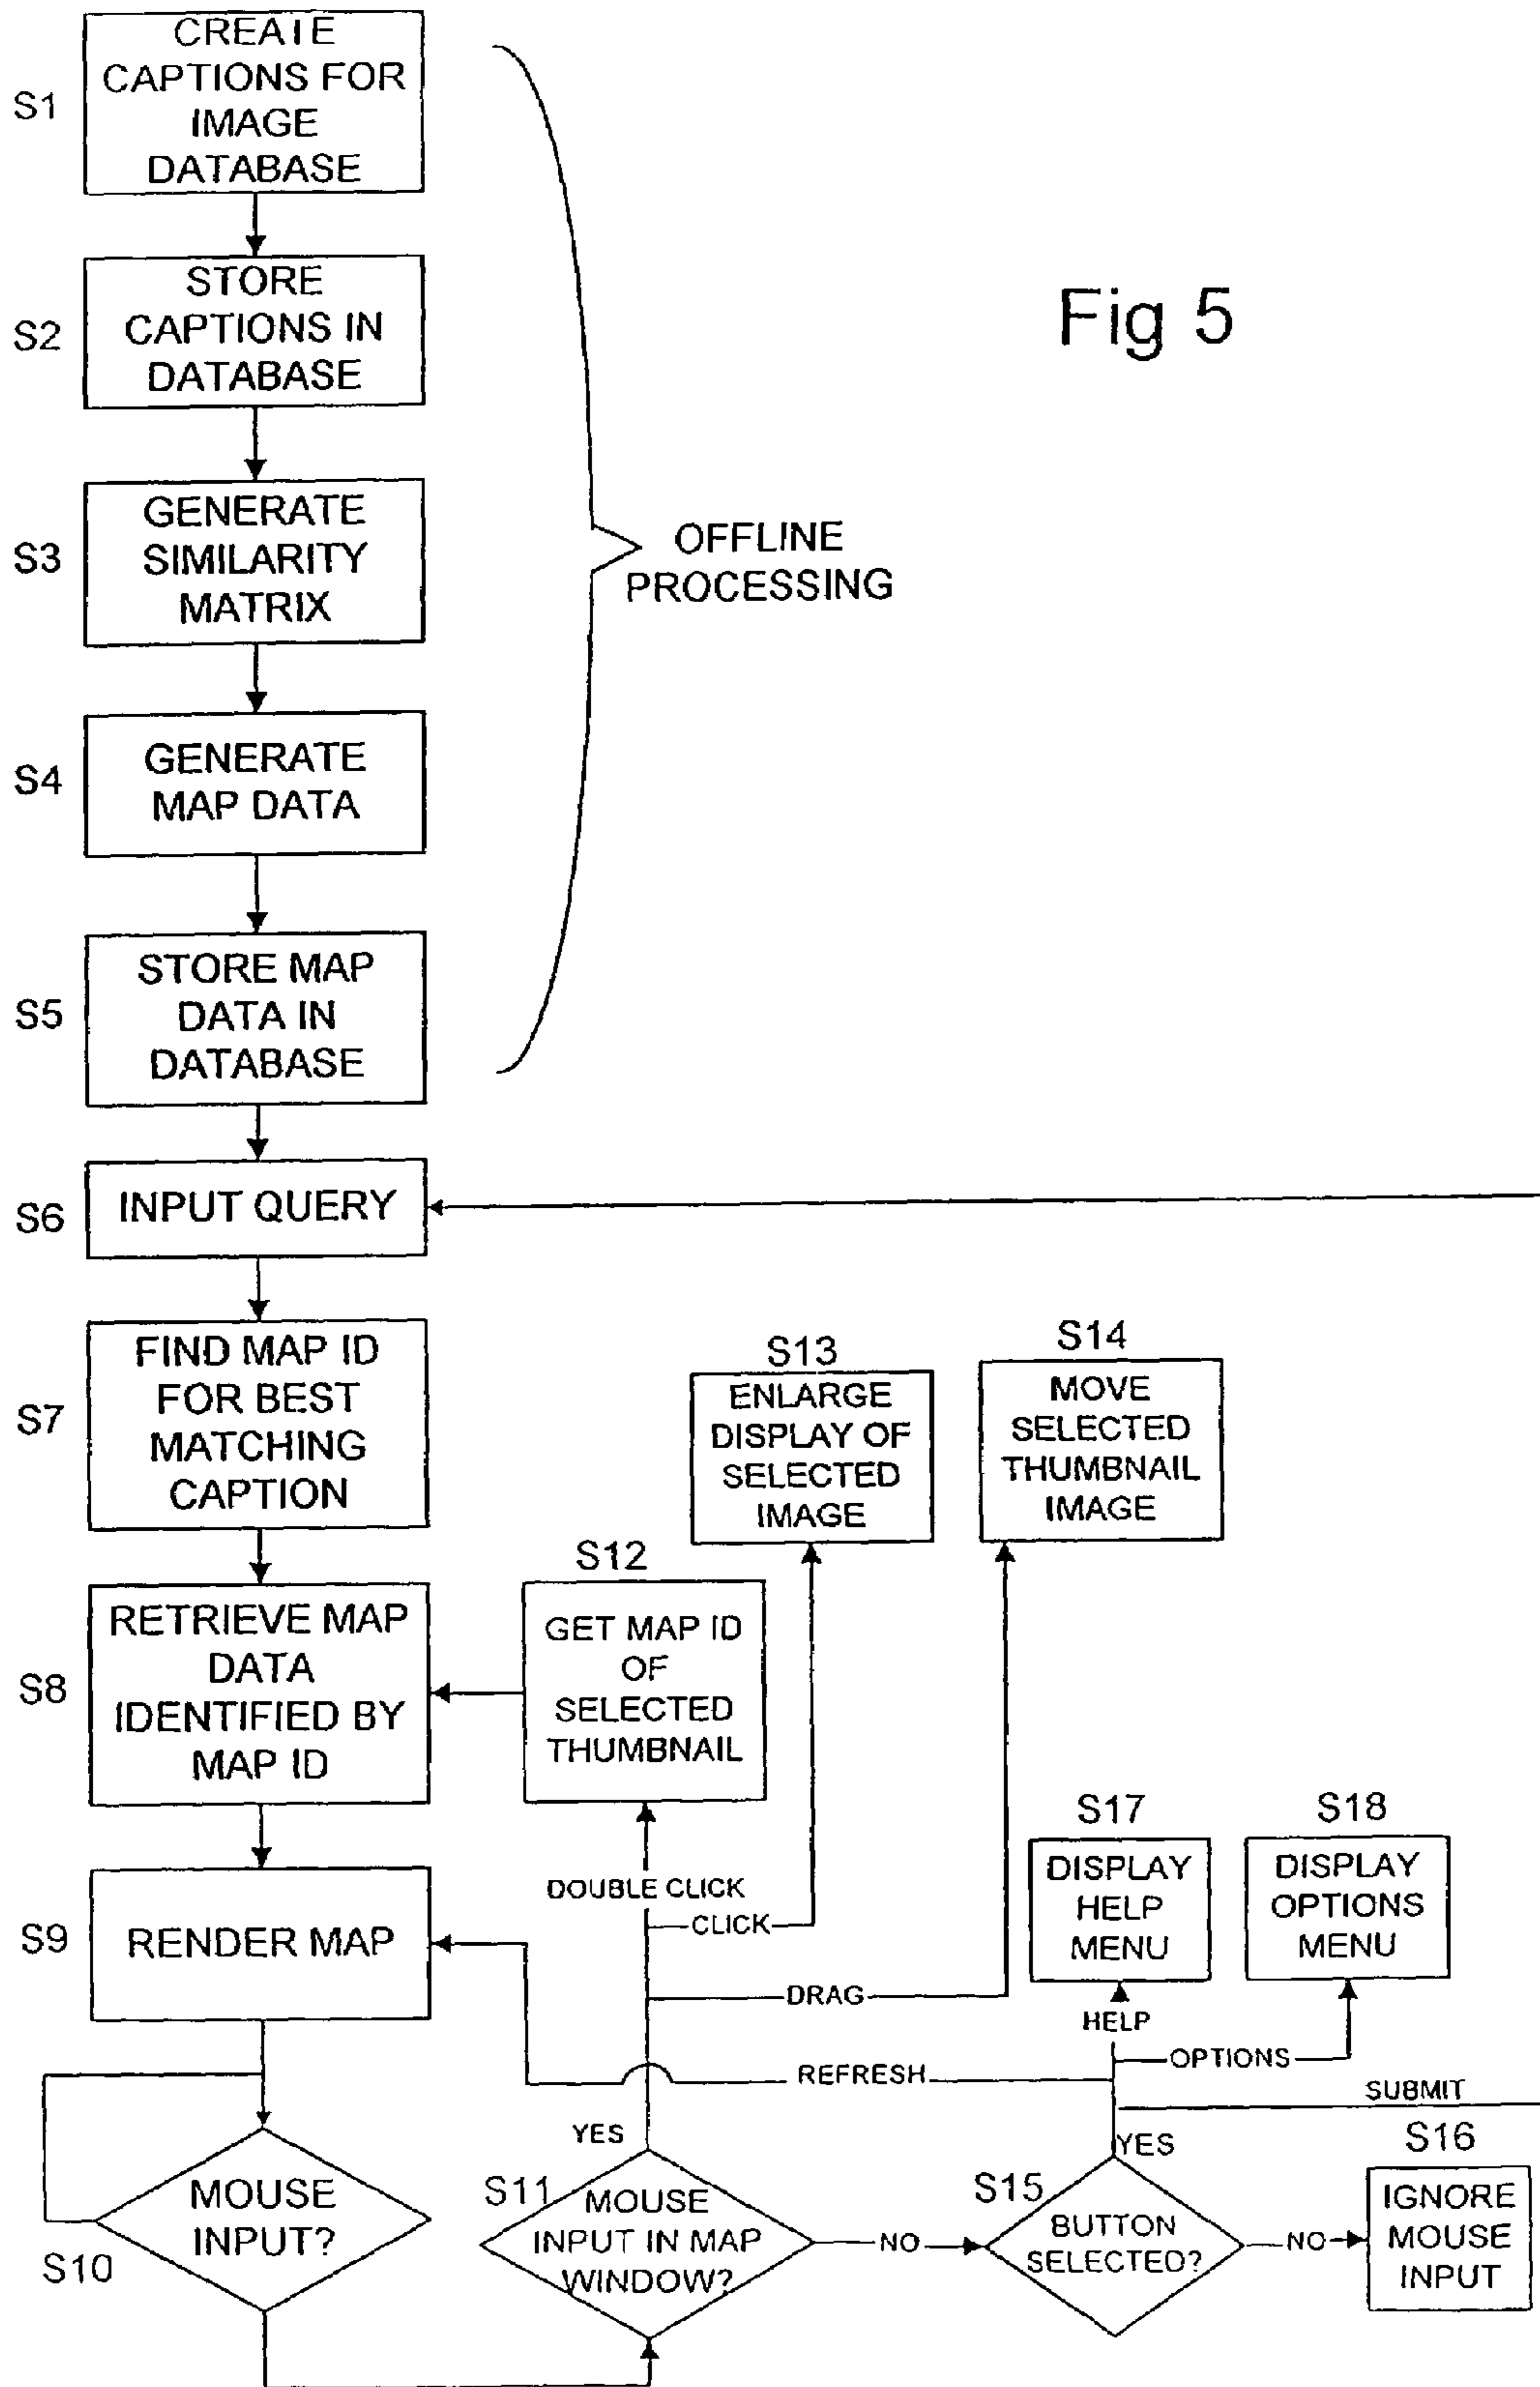 CREATE
CAPTIONS FOR
IMAGE
DATABASE
S1
STORE
CAPTIONS IN
DATABASE
S2
Fig 5
GENERATE
SIMILARITY
MATRIX
S3
OFFLINE
PROCESSING
GENERATE
MAP DATA
S4
STORE MAP
DATA IN
DATABASE
S5
INPUT QUERY
S6
FIND MAP ID
FOR BEST
MATCHING
CAPTION
S7
S13
ENLARGE
DISPLAY OF
SELECTED
IMAGE
S14
MOVE
SELECTED
THUMBNAIL
IMAGE
RETRIEVE MAP
DATA
IDENTIFIED BY
MAP ID
S8
S12
GET MAP ID
OF
SELECTED
THUMBNAIL
S17
DISPLAY
HELP
MENU
S18
DISPLAY
OPTIONS
MENU
RENDER MAP
S9
DOUBLE CLICK
CLICK
DRAG
HELP
OPTIONS
REFRESH
SUBMIT
MOUSE
INPUT?
S10
YES
S11
MOUSE
INPUT IN MAP
WINDOW?
NO
YES
S15
BUTTON
SELECTED?
NO
S16
IGNORE
MOUSE
INPUT